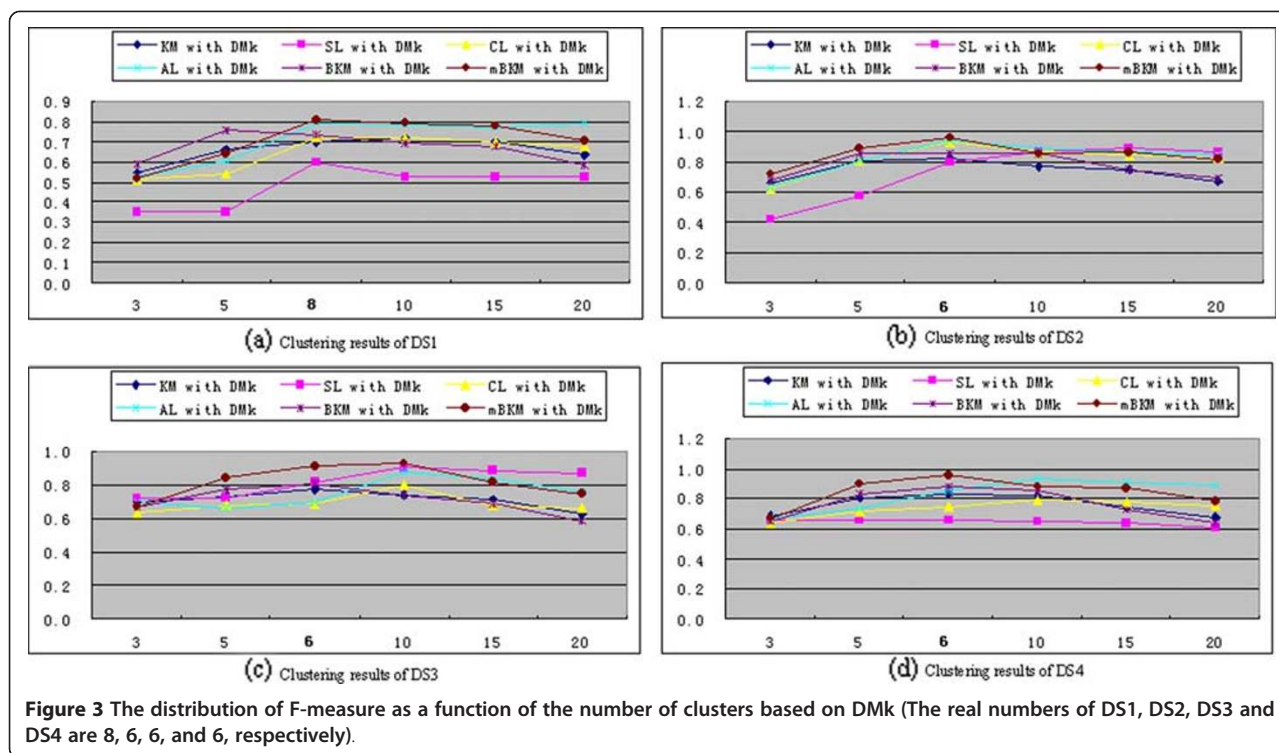 KM with DMk SL with DMk CL with DMk
AL with DMk BKM with DMk mBKM with DMk
0.9
0.8
0.7
0.6
0.5
0.4
0.3
0.2
0.1
0.0
3 5 8 10 15 20
(a) Clustering results of DS1
KM with DMk SL with DMk CL with DMk
AL with DMk BKM with DMk mBKM with DMk
1.2
1.0
0.8
0.6
0.4
0.2
0.0
3 5 6 10 15 20
(b) Clustering results of DS2
KM with DMk SL with DMk CL with DMk
AL with DMk BKM with DMk mBKM with DMk
1.0
0.8
0.6
0.4
0.2
0.0
3 5 6 10 15 20
(c) Clustering results of DS3
KM with DMk SL with DMk CL with DMk
AL with DMk BKM with DMk mBKM with DMk
1.2
1.0
0.8
0.6
0.4
0.2
0.0
3 5 6 10 15 20
(d) Clustering results of DS4
Figure 3 The distribution of F-measure as a function of the number of clusters based on DMk (The real numbers of DS1, DS2, DS3 and
DS4 are 8, 6, 6, and 6, respectively).